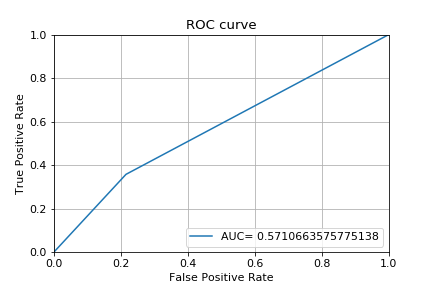 ROC curve
1.0
0.8
0.6
0.4
0.2
0.0
True Positive Rate
AUC= 0.5710663575775138
0.0 0.2 0.4 0.6 0.8 1.0
False Positive Rate